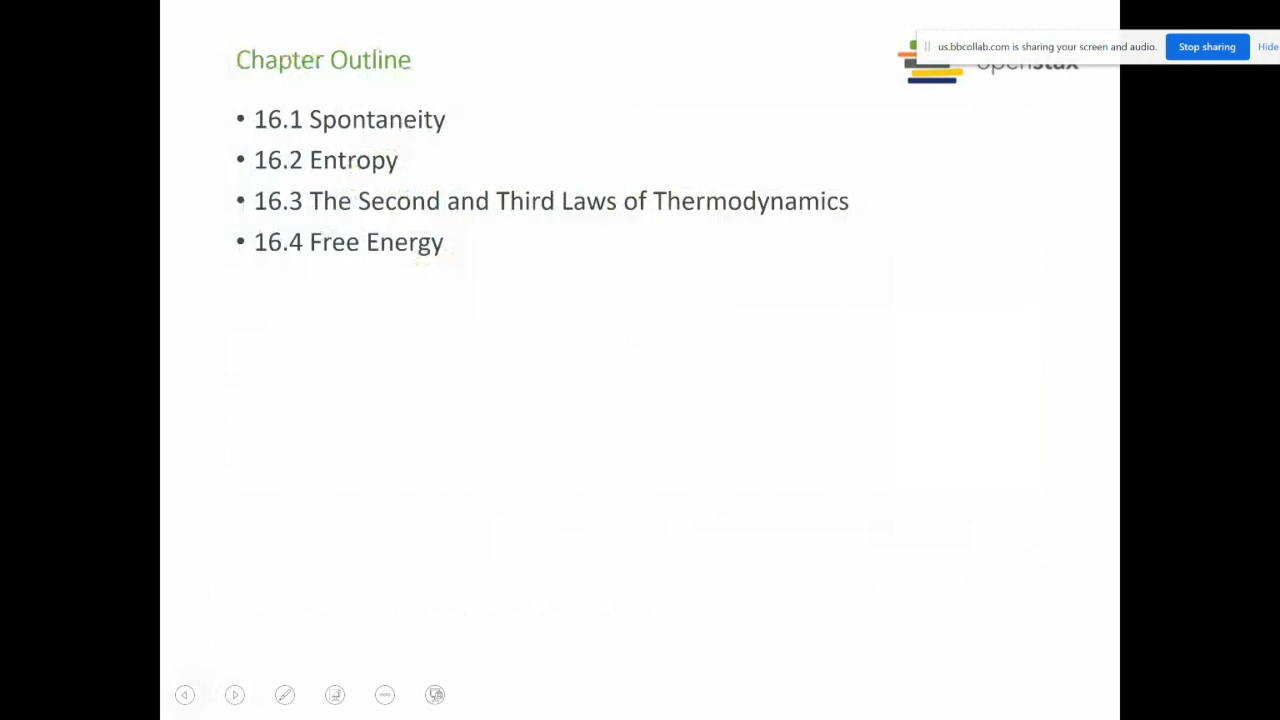 Chapter Outline
us.bbcollab.com is sharing your screen and audio.
Stop sharing
Hide
openstax
• 16.1 Spontaneity
• 16.2 Entropy
• 16.3 The Second and Third Laws of Thermodynamics
• 16.4 Free Energy